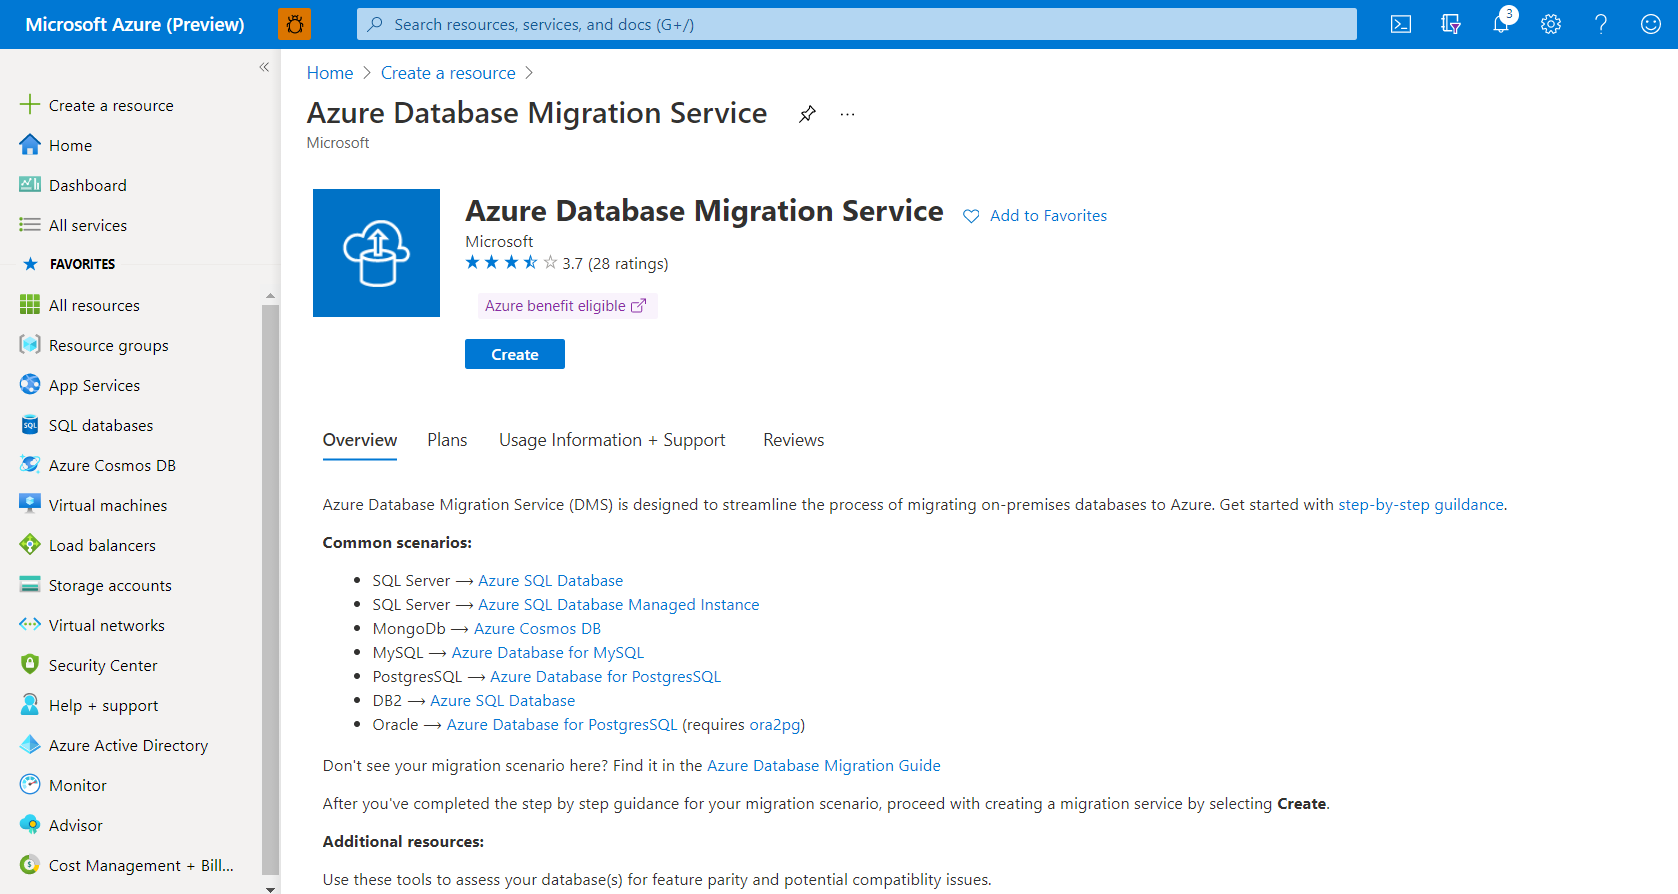 Microsoft Azure (Preview)
Search resources, services, and docs (G+/)
3
Create a resource
Home
Dashboard
All services
FAVORITES
All resources
Resource groups
App Services
SQL
SQL databases
Azure Cosmos DB
Virtual machines
Load balancers
Storage accounts
Virtual networks
Security Center
Help + support
Azure Active Directory
Monitor
Advisor
Cost Management + Bill...
Home > Create a resource >
Azure Database Migration Service ...
Microsoft
Azure Database Migration Service
Add to Favorites
Microsoft
3.7 (28 ratings)
Azure benefit eligible
Create
Overview Plans Usage Information + Support Reviews
Azure Database Migration Service (DMS) is designed to streamline the process of migrating on-premises databases to Azure. Get started with step-by-step guildance.
Common scenarios:
• SQL Server ⟶ Azure SQL Database
• SQL Server ⟶ Azure SQL Database Managed Instance
• MongoDb ⟶ Azure Cosmos DB
• MySQL ⟶ Azure Database for MySQL
• PostgresSQL ⟶ Azure Database for PostgresSQL
• DB2 ⟶ Azure SQL Database
• Oracle ⟶ Azure Database for PostgresSQL (requires ora2pg)
Don't see your migration scenario here? Find it in the Azure Database Migration Guide
After you've completed the step by step guidance for your migration scenario, proceed with creating a migration service by selecting Create.
Additional resources:
Use these tools to assess your database(s) for feature parity and potential compatiblity issues.